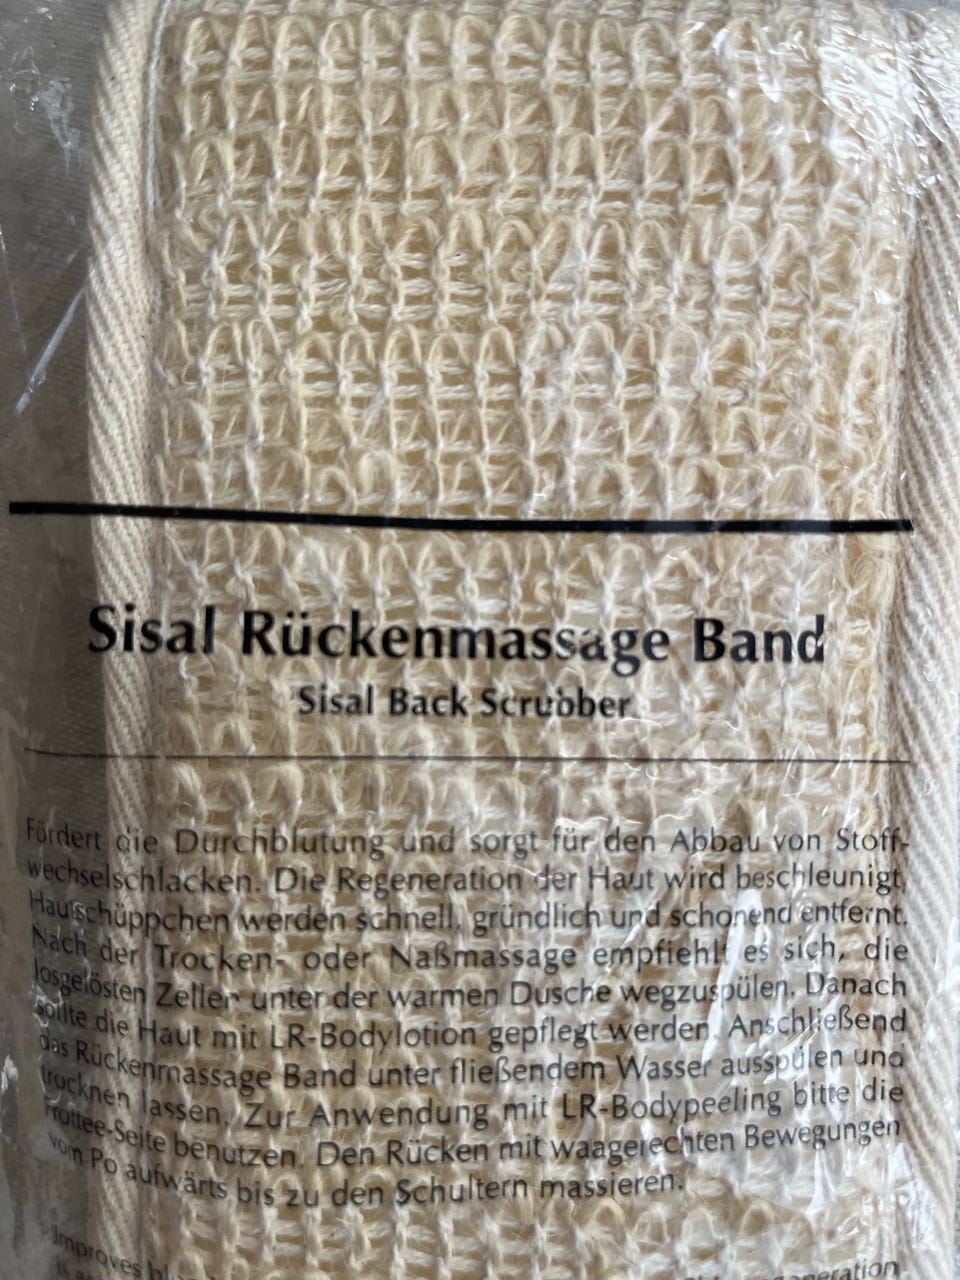 Sisal Rückenmassage Band
Sisal Back Scrubber
Fördert die Durchblutung und sorgt für den Abbau von Stoff-
wechselschlacken. Die Regeneration der Haut wird beschleunigt,
Hautschüppchen werden schnell, gründlich und schonend entfernt.
Nach der Trocken- oder Naßmassage empfiehlt es sich, die
losgelösten Zellen unter der warmen Dusche wegzuspülen. Danach
sollte die Haut mit LR-Bodylotion gepflegt werden. Anschließend
das Rückenmassage Band unter fließendem Wasser ausspülen und
trocknen lassen. Zur Anwendung mit LR-Bodypeeling bitte die
Frottee-Seite benutzen. Den Rücken mit waagerechten Bewegungen
vom Po aufwärts bis zu den Schultern massieren.
Improves